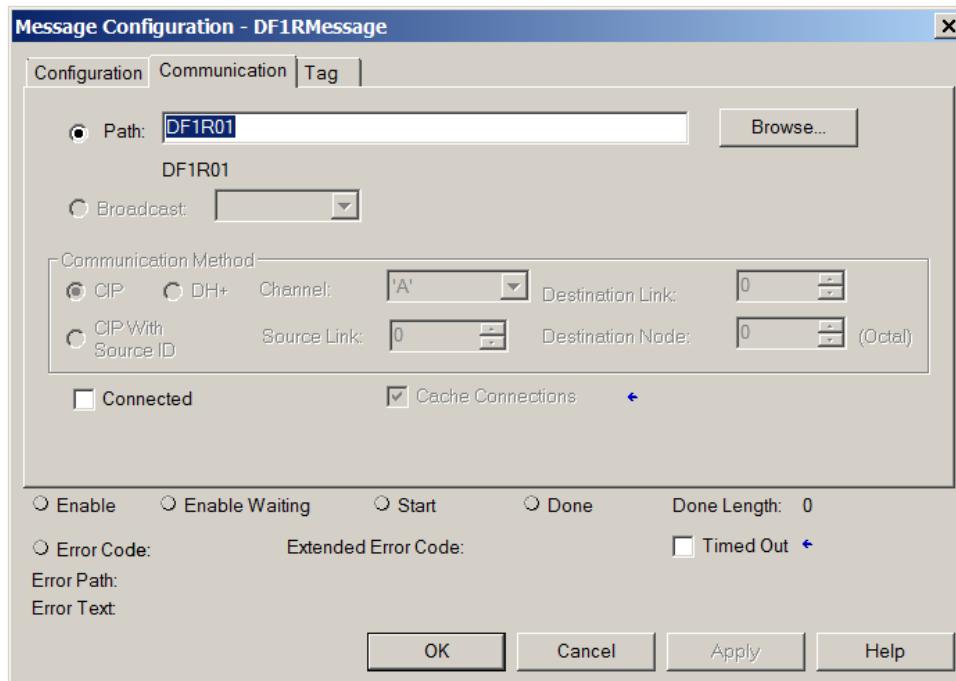 Message Configuration - DF1RMessage
Configuration Communication Tag
Path: DF1R01 Browse...
DF1R01
Broadcast:
Communication Method
CIP DH+ Channel: 'A' Destination Link: 0
CIP With Source ID Source Link: 0 Destination Node: 0 (Octal)
Connected Cache Connections
Enable Enable Waiting Start Done Done Length: 0
Error Code: Extended Error Code: Timed Out
Error Path:
Error Text:
OK Cancel Apply Help